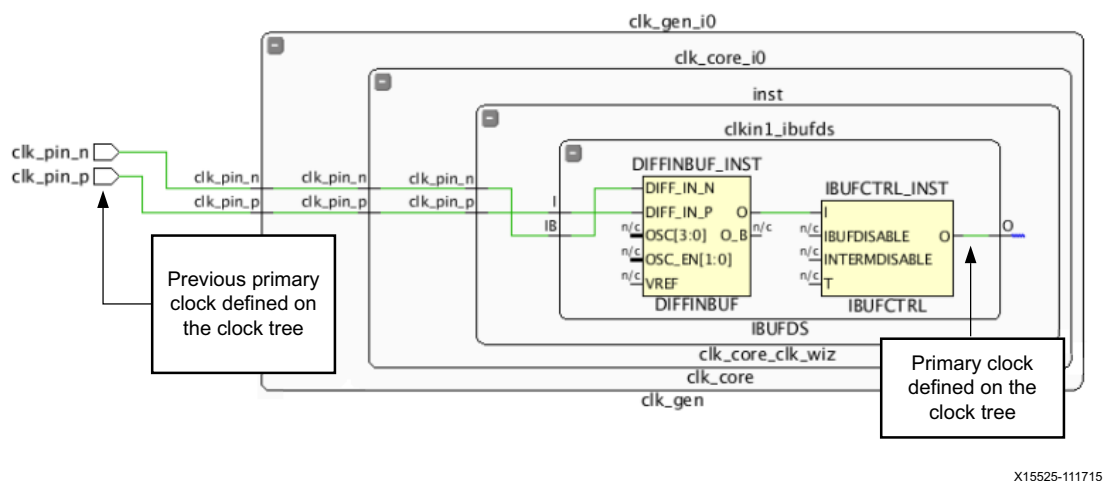 clk_gen_i0
clk_core_i0
inst
clkin1_ibufds
clk_pin_n
clk_pin_p
clk_pin_n clk_pin_n clk_pin_n
clk_pin_p clk_pin_p clk_pin_p
I
IB
DIFFINBUF_INST
DIFF_IN_N
DIFF_IN_P O
n/c OSC[3:0] O_B n/c
n/c OSC_EN[1:0]
n/c VREF
DIFFINBUF
IBUFCTRL_INST
I
n/c IBUFDISABLE O
n/c INTERMDISABLE
n/c T
IBUFCTRL
O
IBUFDS
clk_core_clk_wiz
clk_core
clk_gen
Previous primary
clock defined on
the clock tree
Primary clock
defined on the
clock tree
X15525-111715